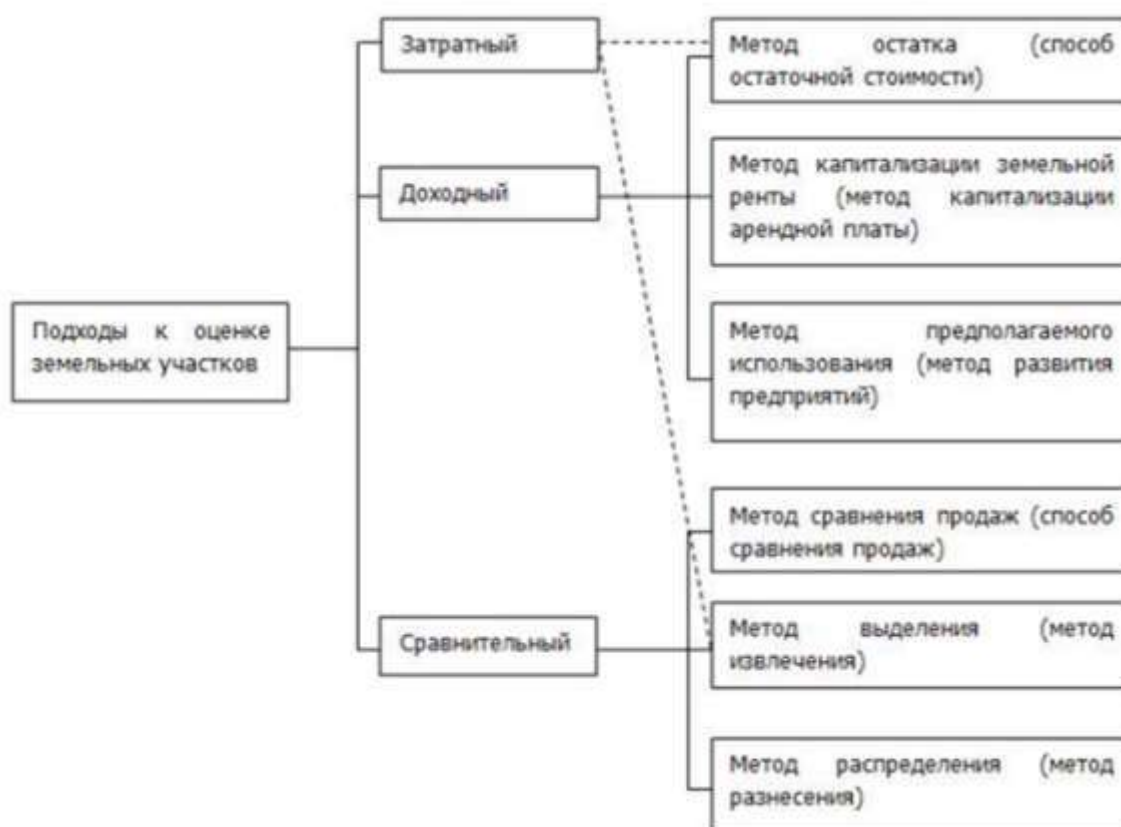 Подходы к оценке
земельных участков
Затратный
Доходный
Сравнительный
Метод остатка (способ
остаточной стоимости)
Метод капитализации земельной
ренты (метод капитализации
арендной платы)
Метод предполагаемого
использования (метод развития
предприятий)
Метод сравнения продаж (способ
сравнения продаж)
Метод выделения (метод
извлечения)
Метод распределения (метод
разнесения)